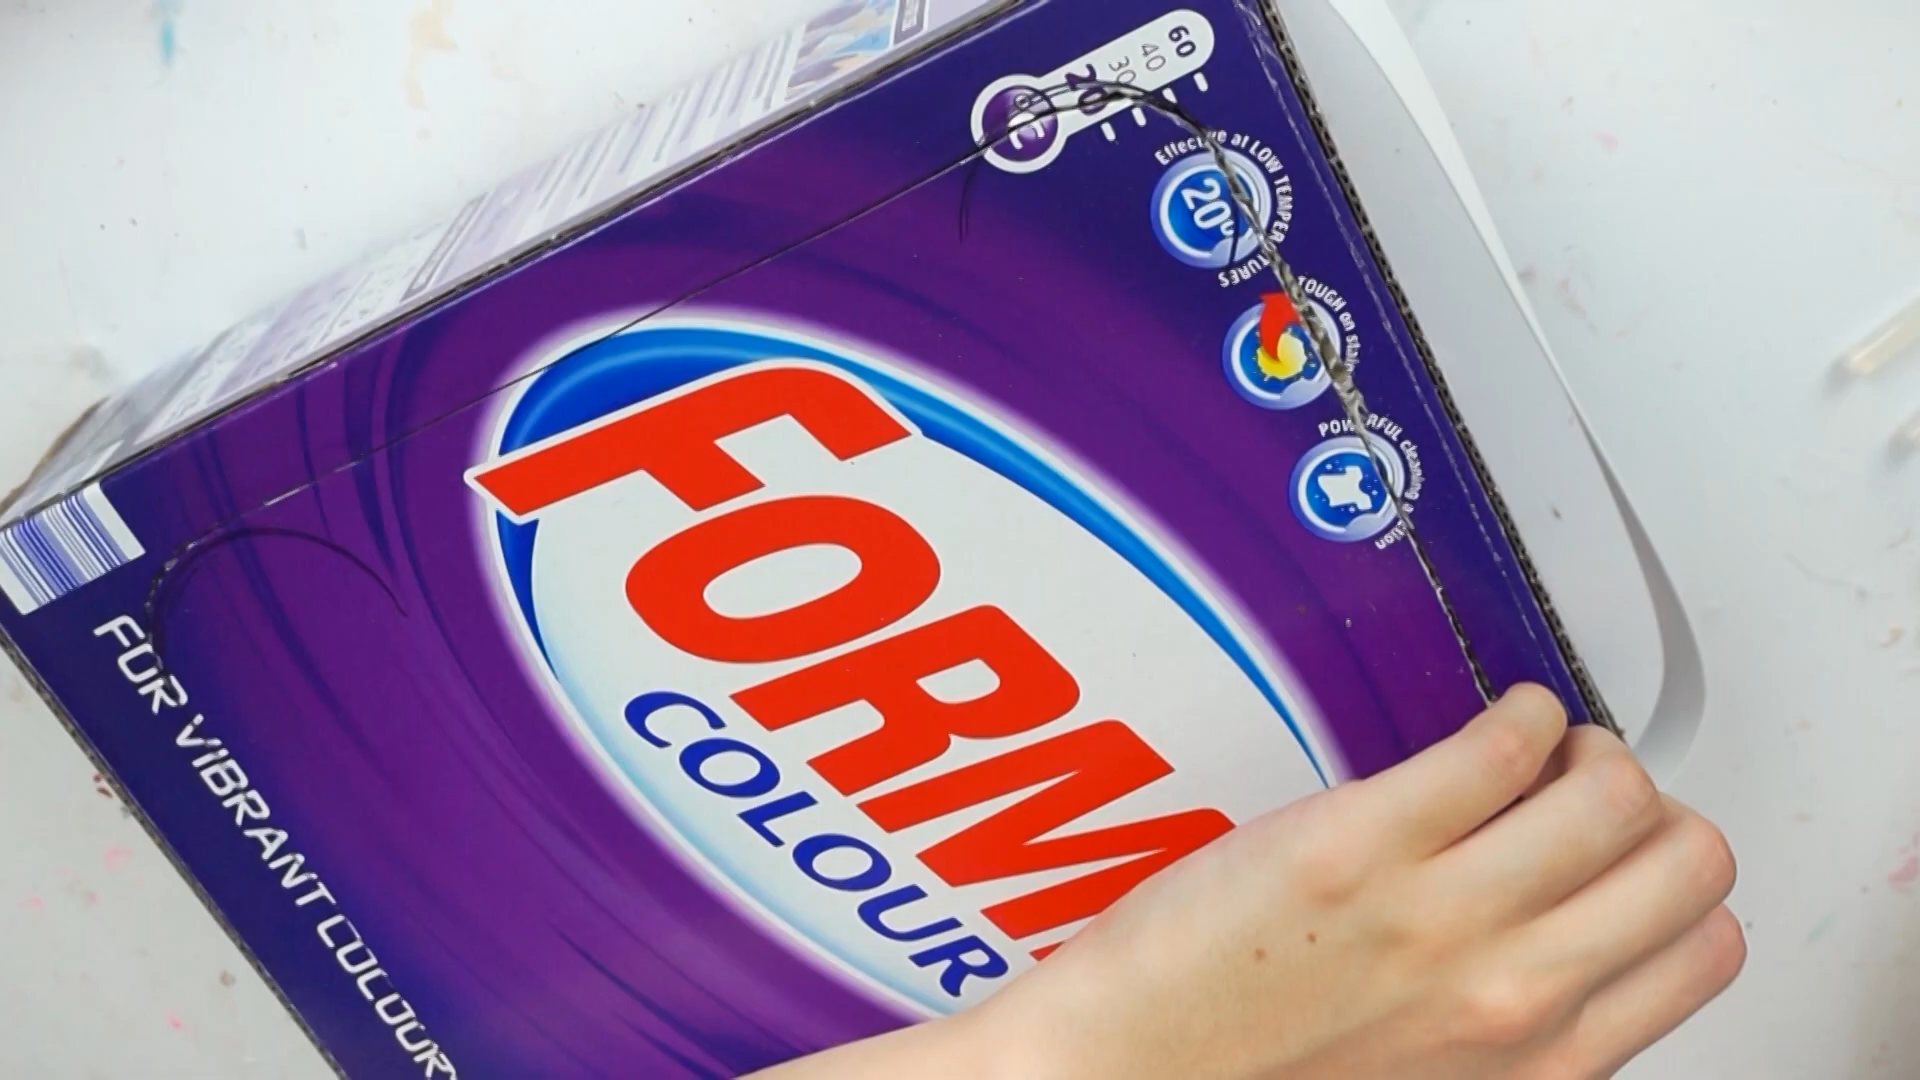 60
40
30
20
°C
Effective at LOW TEMPERATURES
20°
TOUGH on stains
POWERFUL cleaning action
FORM
COLOUR
FOR VIBRANT COLOUR